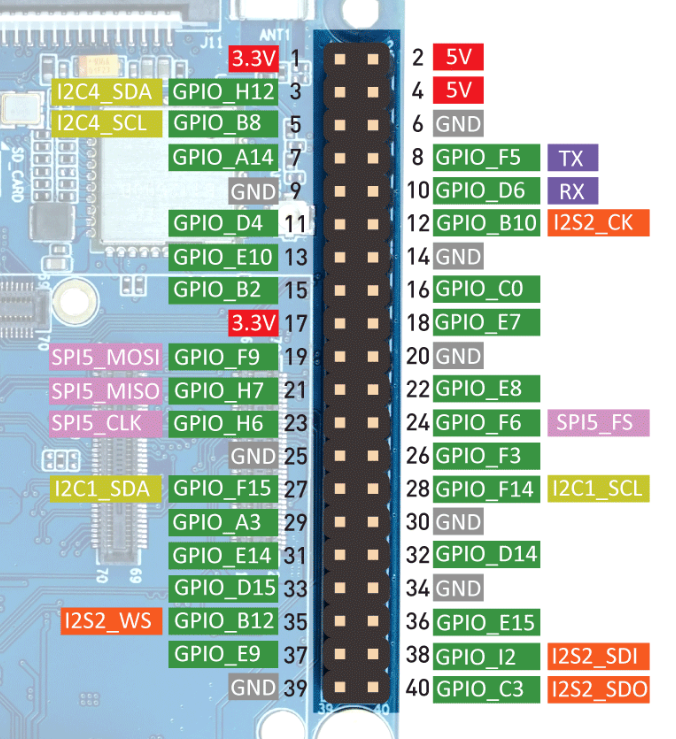 J11 ANT1
3.3V 1 2 5V
I2C4_SDA GPIO_H12 3 4 5V
I2C4_SCL GPIO_B8 5 6 GND
SD_CARD
GPIO_A14 7 8 GPIO_F5 TX
GND 9 10 GPIO_D6 RX
GPIO_D4 11 12 GPIO_B10 I2S2_CK
GPIO_E10 13 14 GND
69
GPIO_B2 15 16 GPIO_C0
3.3V 17 18 GPIO_E7
70
SPI5_MOSI GPIO_F9 19 20 GND
SPI5_MISO GPIO_H7 21 22 GPIO_E8
SPI5_CLK GPIO_H6 23 24 GPIO_F6 SPI5_FS
GND 25 26 GPIO_F3
I2C1_SDA GPIO_F15 27 28 GPIO_F14 I2C1_SCL
GPIO_A3 29 30 GND
GPIO_E14 31 32 GPIO_D14
70 69
GPIO_D15 33 34 GND
I2S2_WS GPIO_B12 35 36 GPIO_E15
GPIO_E9 37 38 GPIO_I2 I2S2_SDI
GND 39 40 GPIO_C3 I2S2_SDO
39 40